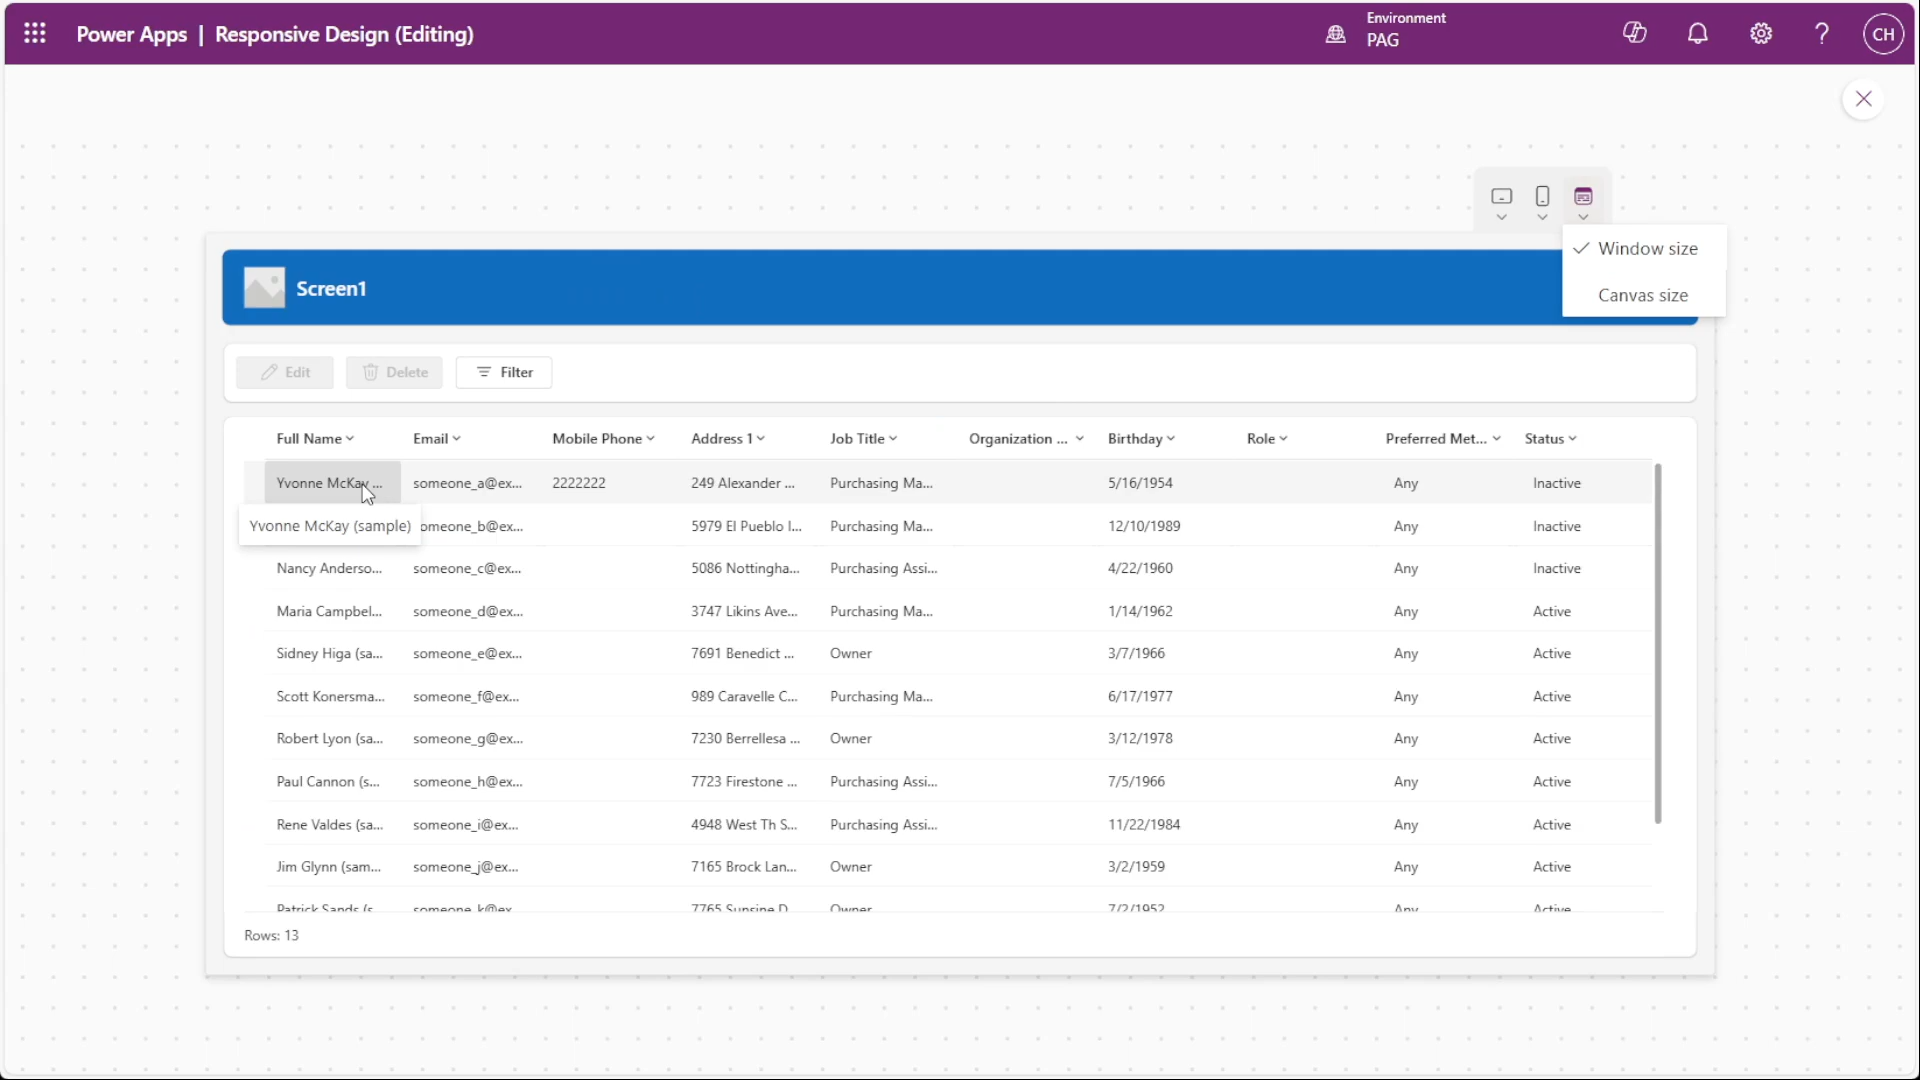 Power Apps | Responsive Design (Editing)
Environment
PAG
CH
Window size
Canvas size
Screen1
Edit Delete Filter
Full Name Email Mobile Phone Address 1 Job Title Organization ... Birthday Role Preferred Met... Status
Yvonne McKay ... someone_a@ex... 2222222 249 Alexander ... Purchasing Ma... 5/16/1954 Any Inactive
Yvonne McKay (sample) omeone_b@ex... 5979 El Pueblo I... Purchasing Ma... 12/10/1989 Any Inactive
Nancy Anderso... someone_c@ex... 5086 Nottingha... Purchasing Assi... 4/22/1960 Any Inactive
Maria Campbel... someone_d@ex... 3747 Likins Ave... Purchasing Ma... 1/14/1962 Any Active
Sidney Higa (sa... someone_e@ex... 7691 Benedict ... Owner 3/7/1966 Any Active
Scott Konersma... someone_f@ex... 989 Caravelle C... Purchasing Ma... 6/17/1977 Any Active
Robert Lyon (sa... someone_g@ex... 7230 Berrellesa ... Owner 3/12/1978 Any Active
Paul Cannon (s... someone_h@ex... 7723 Firestone ... Purchasing Assi... 7/5/1966 Any Active
Rene Valdes (sa... someone_i@ex... 4948 West Th S... Purchasing Assi... 11/22/1984 Any Active
Jim Glynn (sam... someone_j@ex... 7165 Brock Lan... Owner 3/2/1959 Any Active
Patrick Sands (s someone_k@ex 7765 Sunsine D Owner 7/2/1952 Any Active
Rows: 13